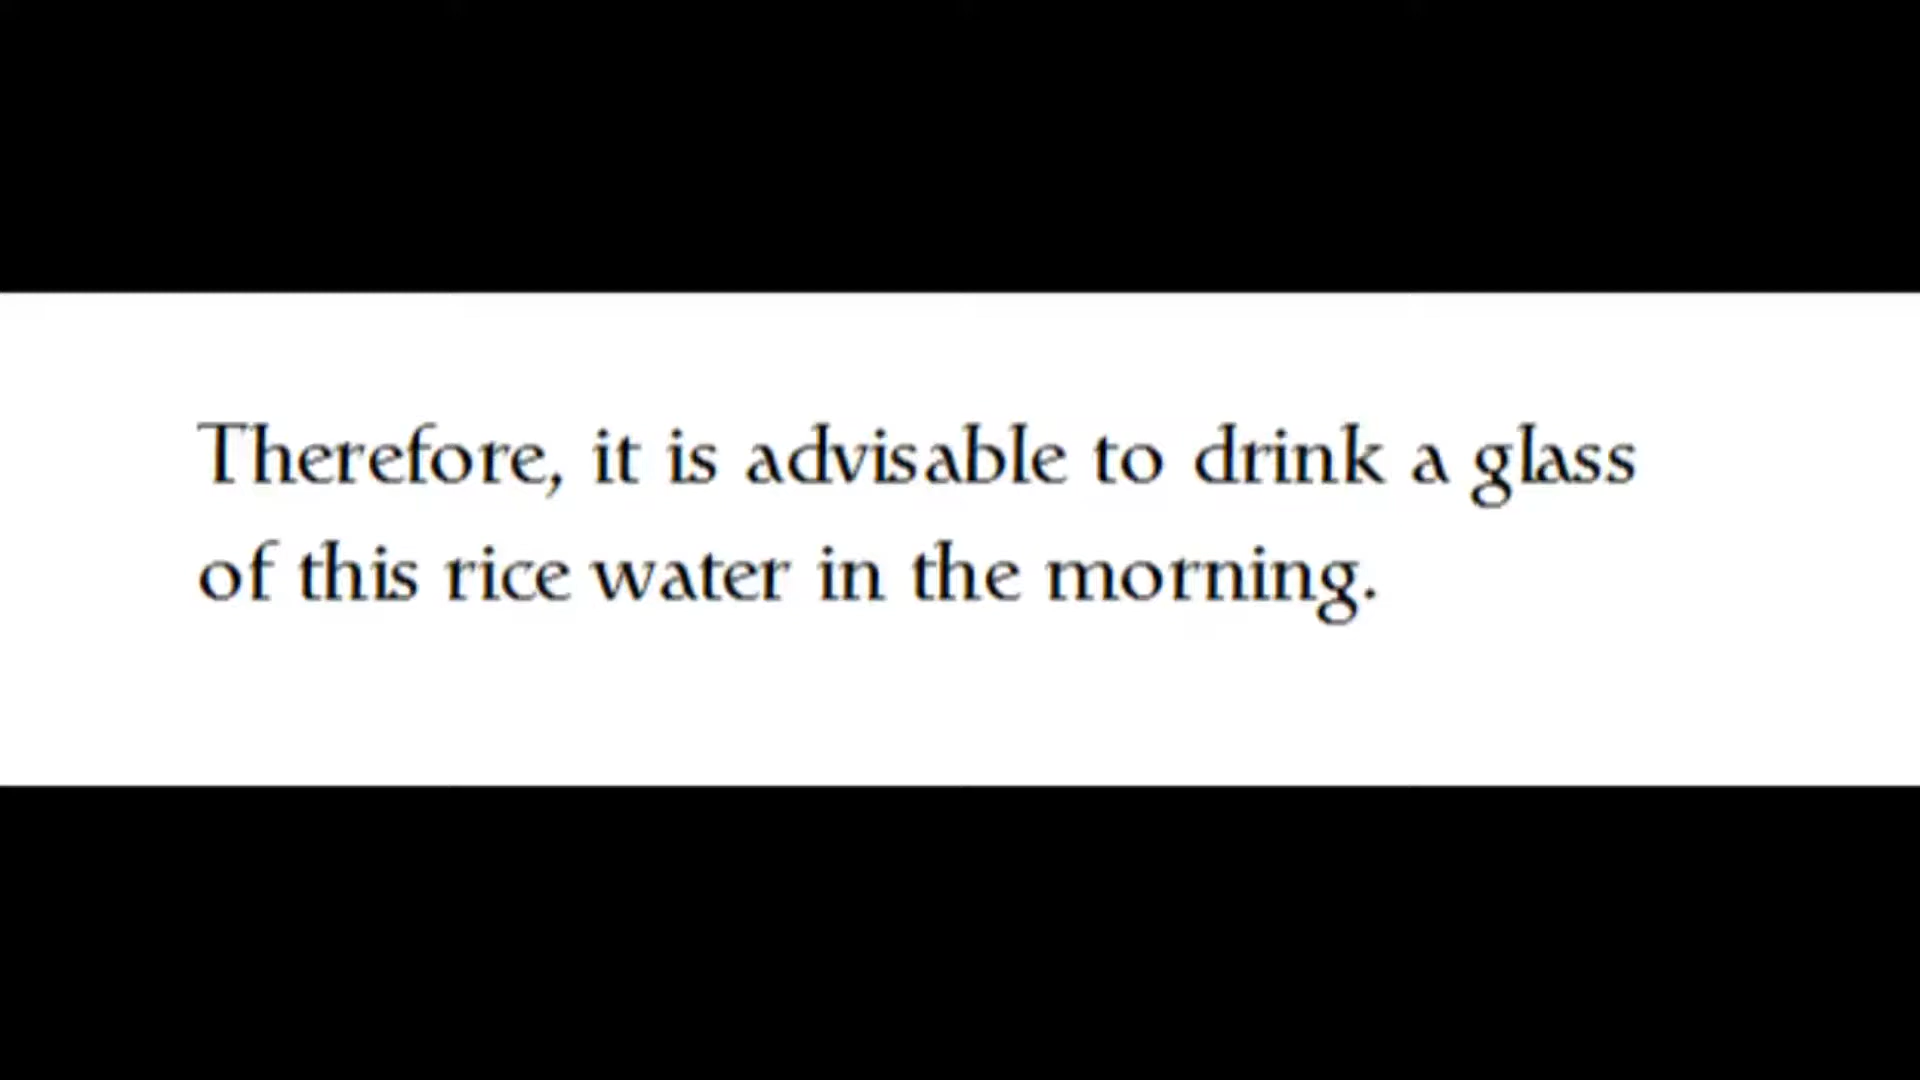 Therefore, it is advisable to drink a glass
of this rice water in the morning.